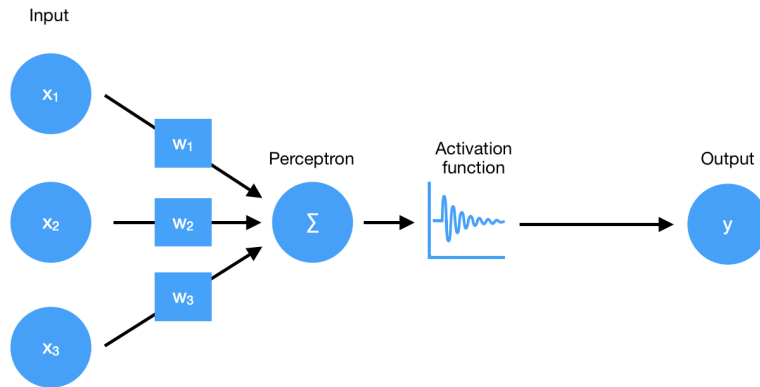 Input
x₁
w₁
Perceptron
Activation
function
Output
x₂
w₂
Σ
y
w₃
x₃